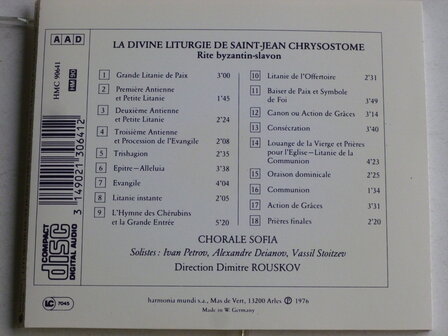 A A D
HMC 90641
HM 90
3 149021 306412
COMPACT
disc
DIGITAL AUDIO
LA DIVINE LITURGIE DE SAINT-JEAN CHRYSOSTOME
Rite byzantin-slavon
1 Grande Litanie de Paix 3'00
2 Première Antienne
et Petite Litanie 1'45
3 Deuxième Antienne
et Petite Litanie 2'24
4 Troisième Antienne
et Procession de l'Evangile 2'08
5 Trishagion 2'35
6 Epitre—Alleluia 3'38
7 Evangile 4'04
8 Litanie instante 2'05
9 L'Hymne des Chérubins
et la Grande Entrée 5'20
10 Litanie de l'Offertoire 2'31
11 Baiser de Paix et Symbole
de Foi 3'49
12 Canon ou Action de Grâces 3'31
13 Consécration 3'40
14 Louange de la Vierge et Prières
pour l'Eglise—Litanie de la
Communion 4'23
15 Oraison dominicale 2'25
16 Communion 1'34
17 Action de Grâces 3'31
18 Prières finales 2'20
CHORALE SOFIA
Solistes : Ivan Petrov, Alexandre Deianov, Vassil Stoitzev
Direction Dimitre ROUSKOV
LC 7045
harmonia mundi s.a., Mas de Vert, 13200 Arles ℗ 1976
Made in W. Germany